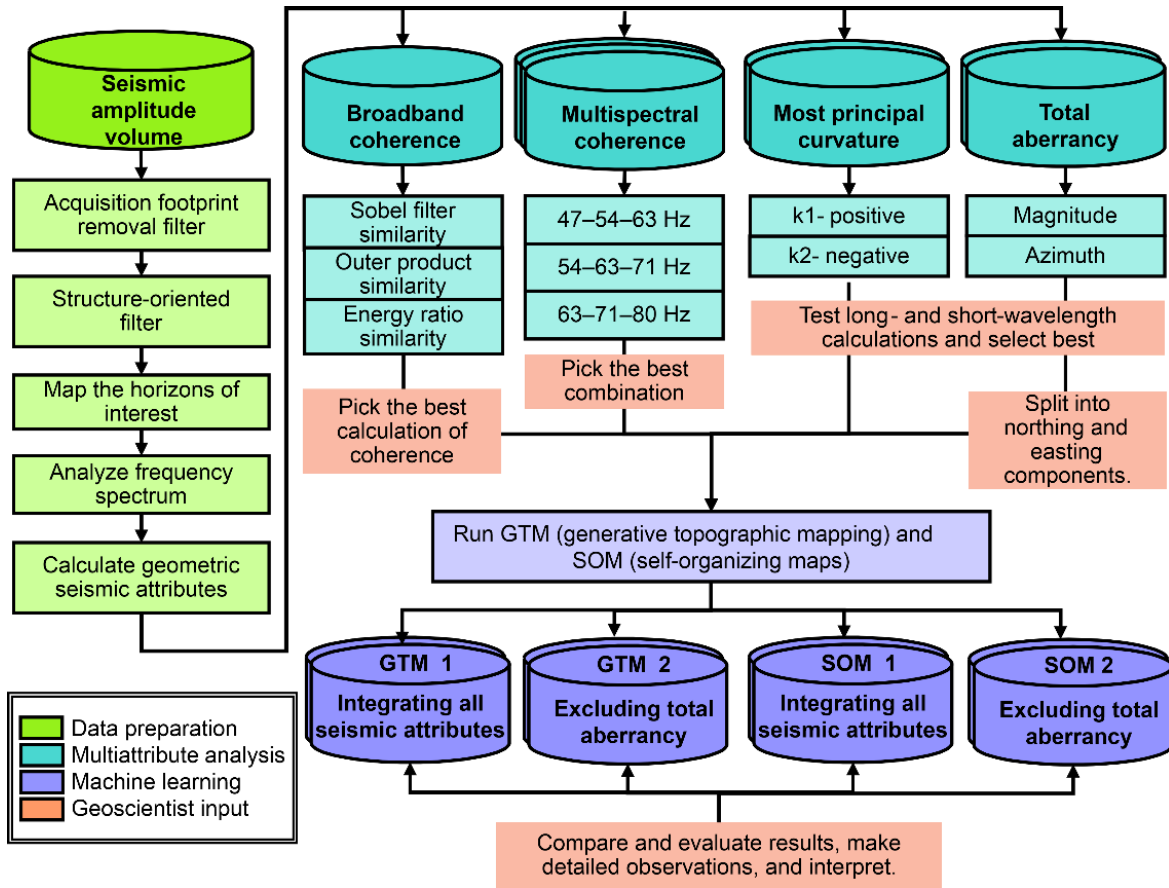 Seismic
amplitude
volume
Acquisition footprint
removal filter
Structure-oriented
filter
Map the horizons of
interest
Analyze frequency
spectrum
Calculate geometric
seismic attributes
Broadband
coherence
Sobel filter
similarity
Outer product
similarity
Energy ratio
similarity
Pick the best
calculation of
coherence
Multispectral
coherence
47–54–63 Hz
54–63–71 Hz
63–71–80 Hz
Pick the best
combination
Most principal
curvature
k1- positive
k2- negative
Total
aberrancy
Magnitude
Azimuth
Test long- and short-wavelength
calculations and select best
Split into
northing and
easting
components.
Run GTM (generative topographic mapping) and
SOM (self-organizing maps)
GTM 1
Integrating all
seismic attributes
GTM 2
Excluding total
aberrancy
SOM 1
Integrating all
seismic attributes
SOM 2
Excluding total
aberrancy
Compare and evaluate results, make
detailed observations, and interpret.
Data preparation
Multiattribute analysis
Machine learning
Geoscientist input